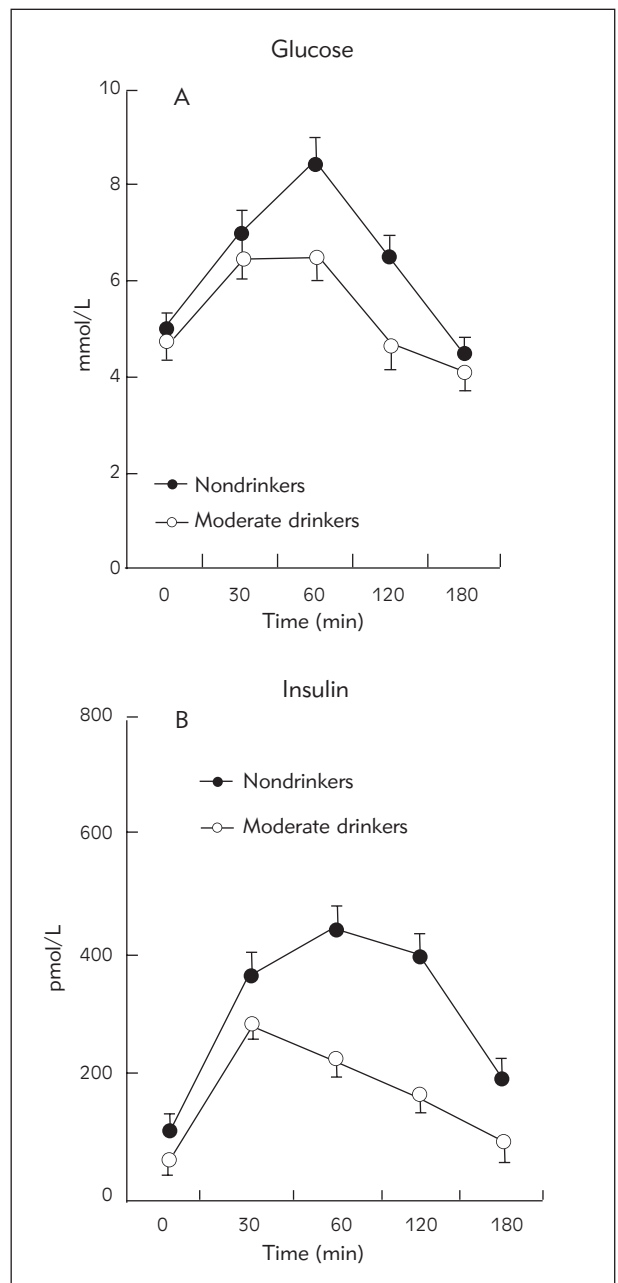 Glucose
A
10
8
6
4
2
0
mmol/L
Nondrinkers
Moderate drinkers
0 30 60 120 180
Time (min)
Insulin
B
800
600
400
200
0
pmol/L
Nondrinkers
Moderate drinkers
0 30 60 120 180
Time (min)